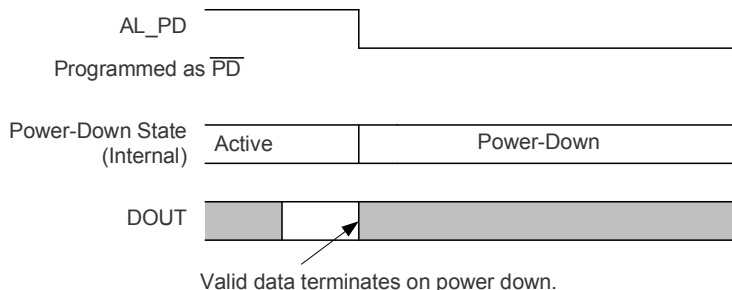 AL_PD
Programmed as PD
Power-Down State
(Internal)
Active
Power-Down
DOUT
Valid data terminates on power down.